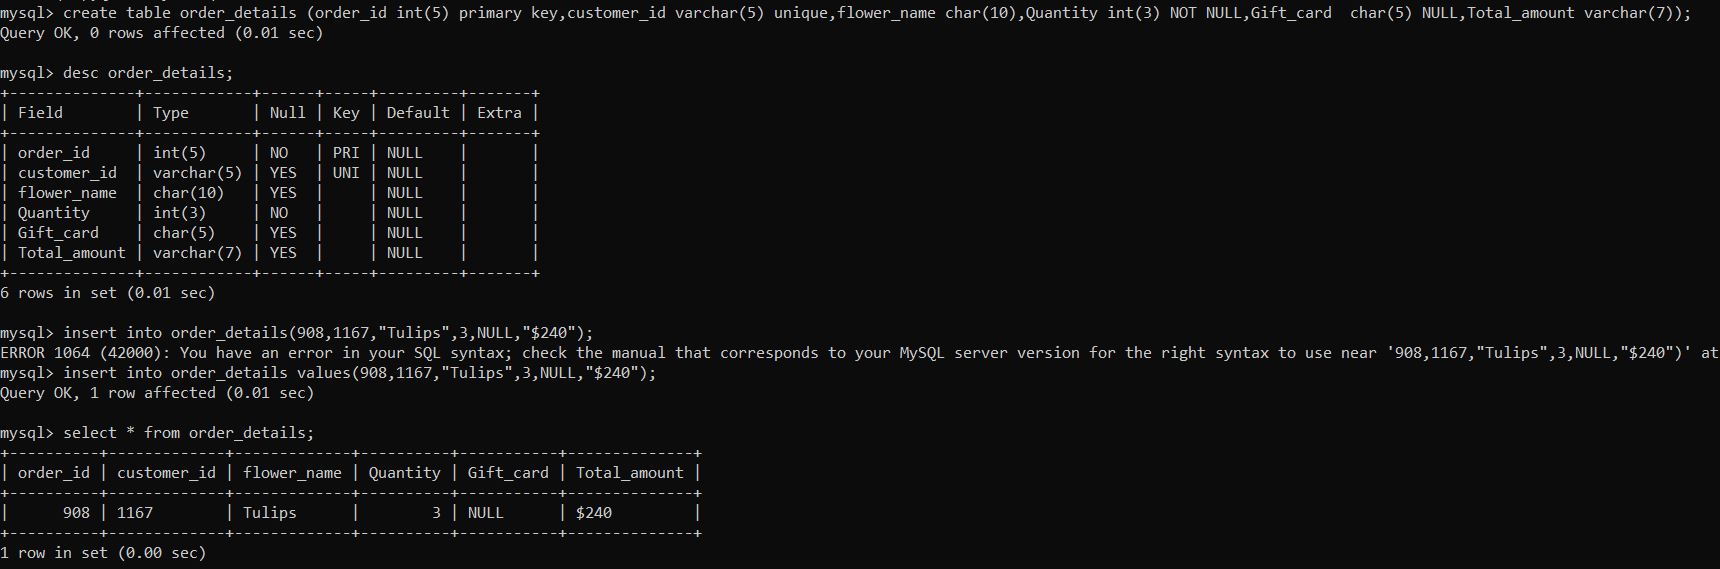 mysql> create table order_details (order_id int(5) primary key,customer_id varchar(5) unique,flower_name char(10),Quantity int(3) NOT NULL,Gift_card  char(5) NULL,Total_amount varchar(7));
Query OK, 0 rows affected (0.01 sec)

mysql> desc order_details;
+--------------+------------+------+-----+---------+-------+
| Field        | Type       | Null | Key | Default | Extra |
+--------------+------------+------+-----+---------+-------+
| order_id     | int(5)     | NO   | PRI | NULL    |       |
| customer_id  | varchar(5) | YES  | UNI | NULL    |       |
| flower_name  | char(10)   | YES  |     | NULL    |       |
| Quantity     | int(3)     | NO   |     | NULL    |       |
| Gift_card    | char(5)    | YES  |     | NULL    |       |
| Total_amount | varchar(7) | YES  |     | NULL    |       |
+--------------+------------+------+-----+---------+-------+
6 rows in set (0.01 sec)

mysql> insert into order_details(908,1167,"Tulips",3,NULL,"$240");
ERROR 1064 (42000): You have an error in your SQL syntax; check the manual that corresponds to your MySQL server version for the right syntax to use near '908,1167,"Tulips",3,NULL,"$240")' at
mysql> insert into order_details values(908,1167,"Tulips",3,NULL,"$240");
Query OK, 1 row affected (0.01 sec)

mysql> select * from order_details;
+----------+-------------+-------------+----------+-----------+--------------+
| order_id | customer_id | flower_name | Quantity | Gift_card | Total_amount |
+----------+-------------+-------------+----------+-----------+--------------+
|      908 | 1167        | Tulips      |        3 | NULL      | $240         |
+----------+-------------+-------------+----------+-----------+--------------+
1 row in set (0.00 sec)